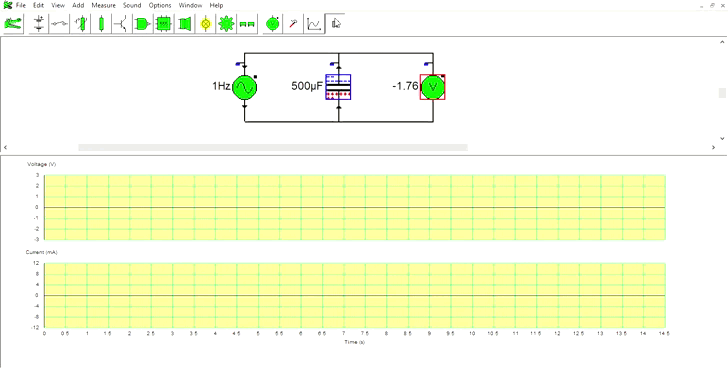 File Edit View Add Measure Sound Options Window Help
1Hz 500µF -1.76 V
Voltage (V)
3
2
1
0
-1
-2
-3
Current (mA)
12
8
4
0
-4
-8
-12
0 0.5 1 1.5 2 2.5 3 3.5 4 4.5 5 5.5 6 6.5 7 7.5 8 8.5 9 9.5 10 10.5 11 11.5 12 12.5 13 13.5 14 14.5
Time (s)